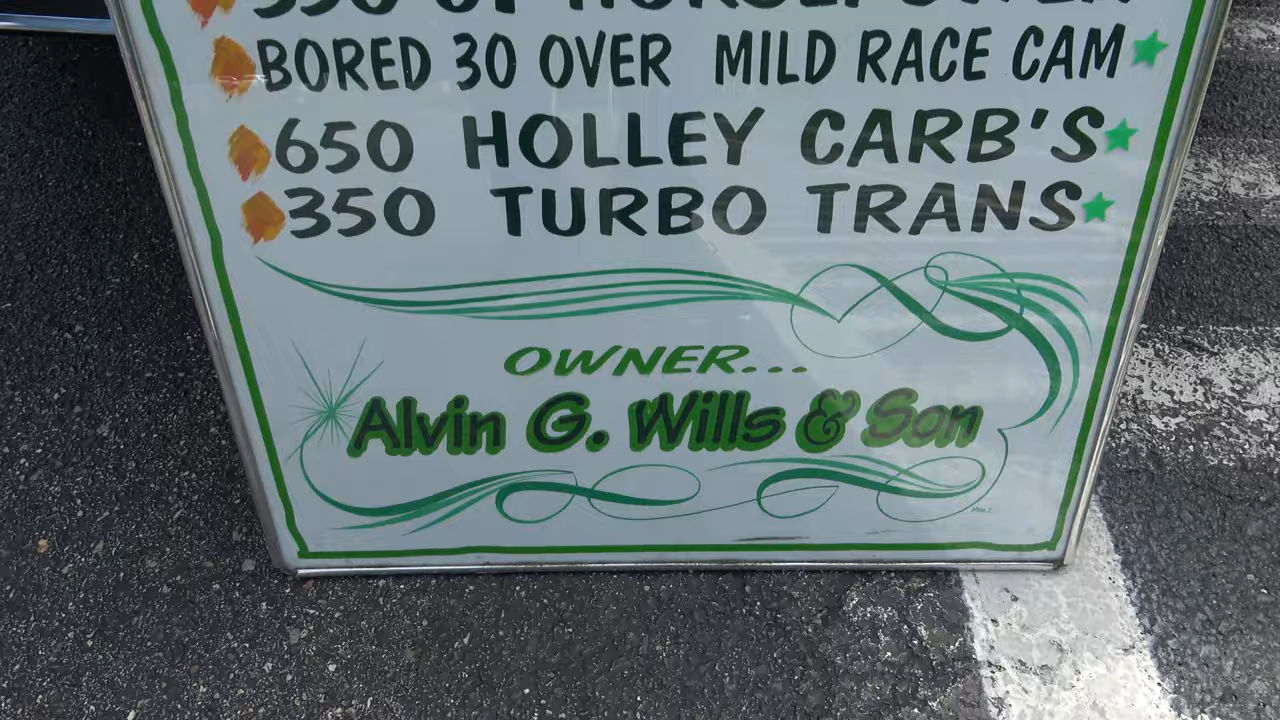 BORED 30 OVER MILD RACE CAM
650 HOLLEY CARB'S
350 TURBO TRANS
OWNER...
Alvin G. Wills & Son